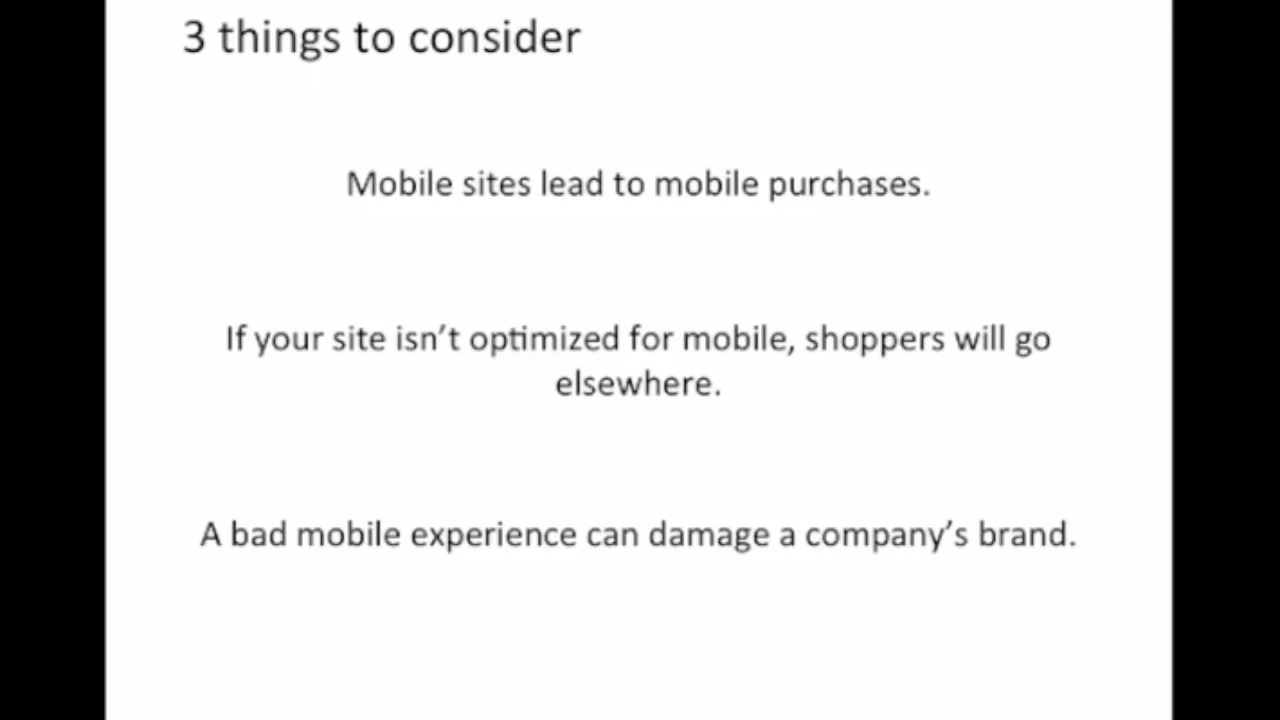 3 things to consider
Mobile sites lead to mobile purchases.
If your site isn’t optimized for mobile, shoppers will go
elsewhere.
A bad mobile experience can damage a company’s brand.